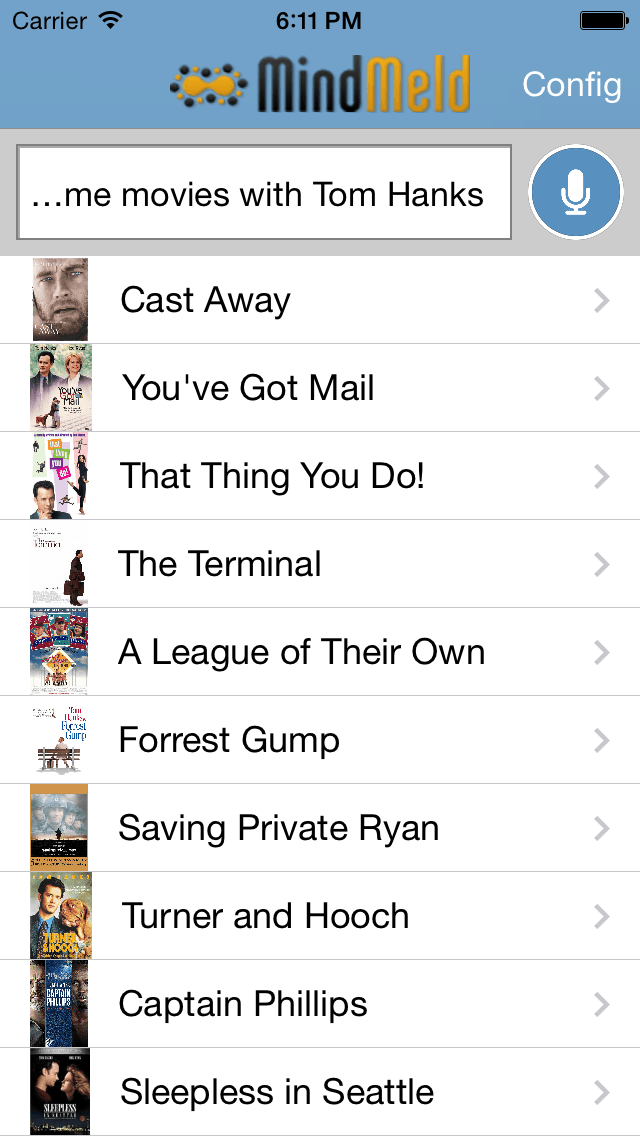 Carrier 6:11 PM
MindMeld Config
...me movies with Tom Hanks
Cast Away
You've Got Mail
That Thing You Do!
The Terminal
A League of Their Own
Forrest Gump
Saving Private Ryan
Turner and Hooch
Captain Phillips
Sleepless in Seattle